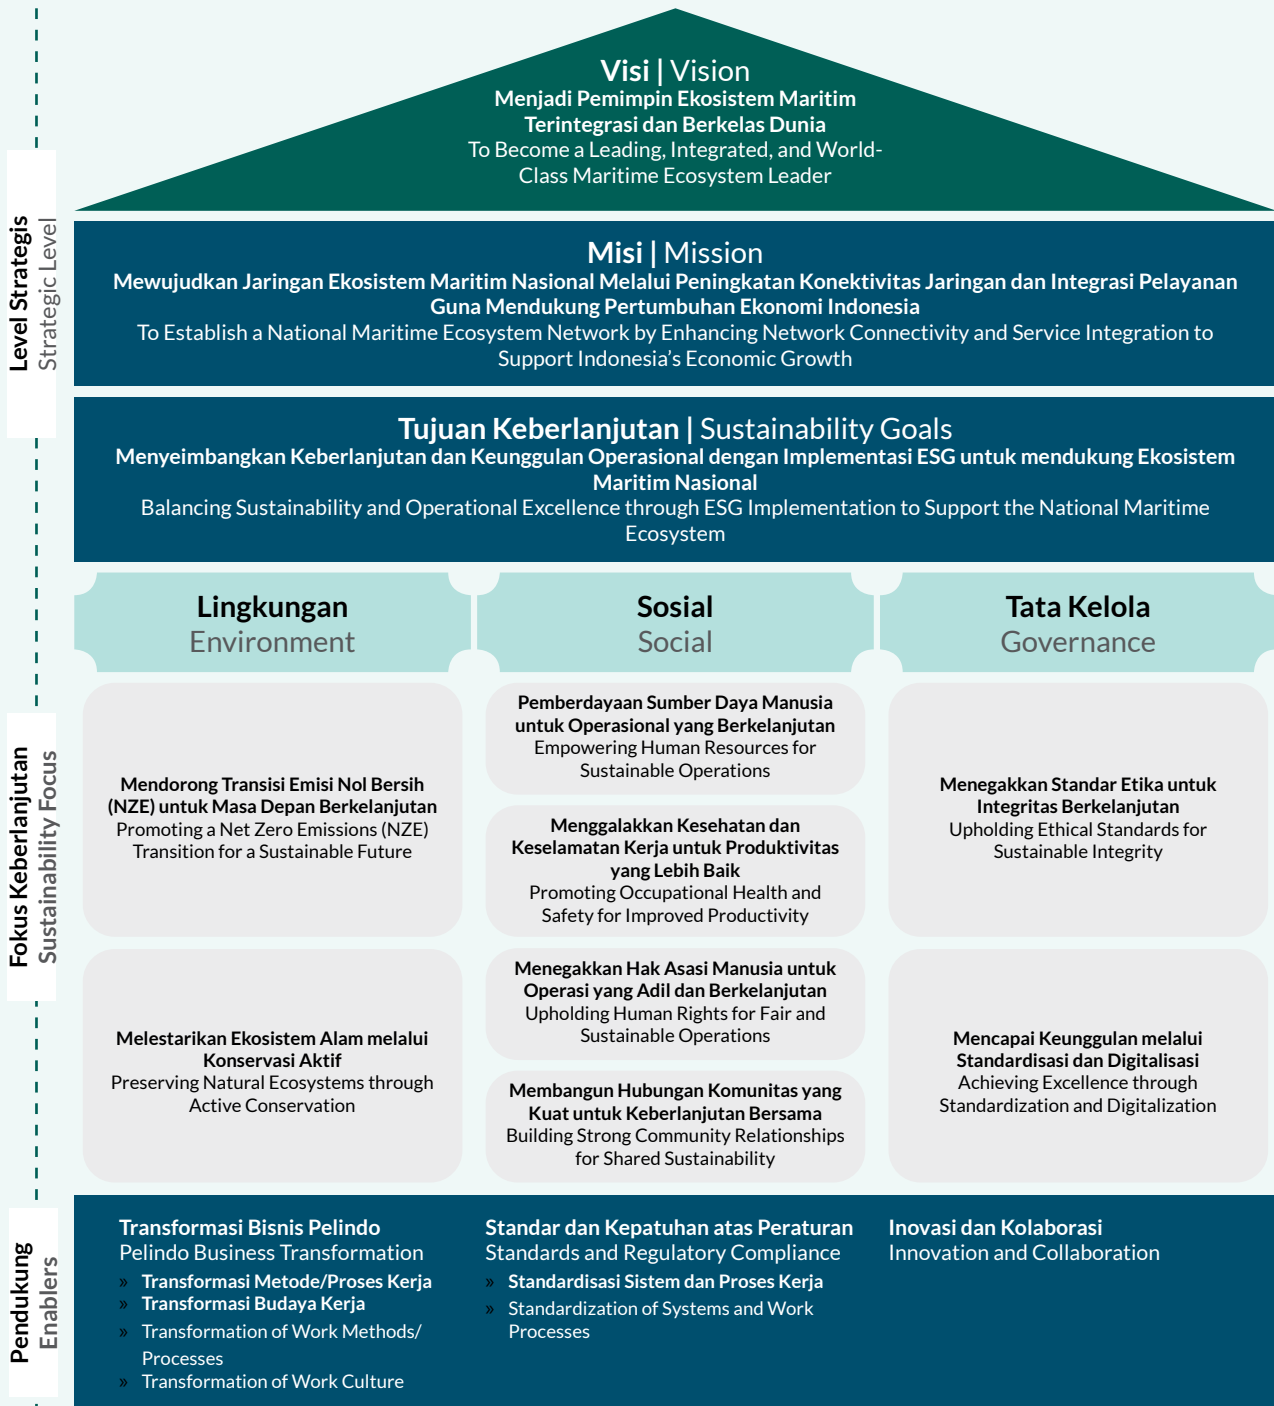 Visi | Vision
Menjadi Pemimpin Ekosistem Maritim
Terintegrasi dan Berkelas Dunia
To Become a Leading, Integrated, and World-
Class Maritime Ecosystem Leader
Level Strategis
Strategic Level
Misi | Mission
Mewujudkan Jaringan Ekosistem Maritim Nasional Melalui Peningkatan Konektivitas Jaringan dan Integrasi Pelayanan
Guna Mendukung Pertumbuhan Ekonomi Indonesia
To Establish a National Maritime Ecosystem Network by Enhancing Network Connectivity and Service Integration to
Support Indonesia's Economic Growth
Tujuan Keberlanjutan | Sustainability Goals
Menyeimbangkan Keberlanjutan dan Keunggulan Operasional dengan Implementasi ESG untuk mendukung Ekosistem
Maritim Nasional
Balancing Sustainability and Operational Excellence through ESG Implementation to Support the National Maritime
Ecosystem
Fokus Keberlanjutan
Sustainability Focus
Lingkungan
Environment
Mendorong Transisi Emisi Nol Bersih
(NZE) untuk Masa Depan Berkelanjutan
Promoting a Net Zero Emissions (NZE)
Transition for a Sustainable Future
Melestarikan Ekosistem Alam melalui
Konservasi Aktif
Preserving Natural Ecosystems through
Active Conservation
Sosial
Social
Pemberdayaan Sumber Daya Manusia
untuk Operasional yang Berkelanjutan
Empowering Human Resources for
Sustainable Operations
Menggalakkan Kesehatan dan
Keselamatan Kerja untuk Produktivitas
yang Lebih Baik
Promoting Occupational Health and
Safety for Improved Productivity
Menegakkan Hak Asasi Manusia untuk
Operasi yang Adil dan Berkelanjutan
Upholding Human Rights for Fair and
Sustainable Operations
Membangun Hubungan Komunitas yang
Kuat untuk Keberlanjutan Bersama
Building Strong Community Relationships
for Shared Sustainability
Tata Kelola
Governance
Menegakkan Standar Etika untuk
Integritas Berkelanjutan
Upholding Ethical Standards for
Sustainable Integrity
Mencapai Keunggulan melalui
Standardisasi dan Digitalisasi
Achieving Excellence through
Standardization and Digitalization
Pendukung
Enablers
Transformasi Bisnis Pelindo
Pelindo Business Transformation
» Transformasi Metode/Proses Kerja
» Transformasi Budaya Kerja
» Transformation of Work Methods/
Processes
» Transformation of Work Culture
Standar dan Kepatuhan atas Peraturan
Standards and Regulatory Compliance
» Standardisasi Sistem dan Proses Kerja
» Standardization of Systems and Work
Processes
Inovasi dan Kolaborasi
Innovation and Collaboration